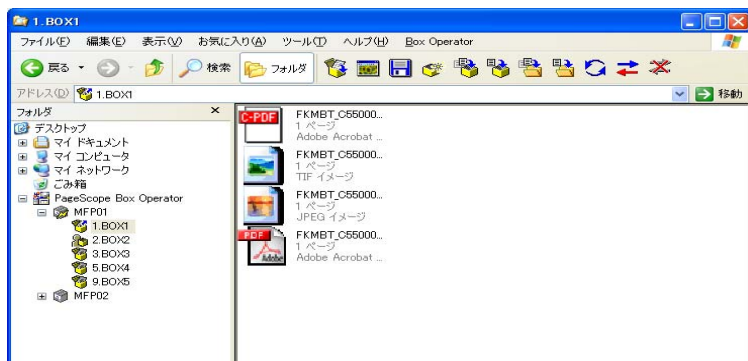 1.BOX1
ファイル(F) 編集(E) 表示(V) お気に入り(A) ツール(T) ヘルプ(H) Box Operator
戻る 検索 フォルダ
アドレス(D) 1.BOX1 移動
フォルダ ×
デスクトップ
マイ ドキュメント
マイ コンピュータ
マイ ネットワーク
ごみ箱
PageScope Box Operator
MFP01
1.BOX1
2.BOX2
3.BOX3
5.BOX4
9.BOX5
MFP02
C-PDF
FKMBT_C55000...
1 ページ
Adobe Acrobat ...
FKMBT_C55000...
1 ページ
TIF イメージ
FKMBT_C55000...
1 ページ
JPEG イメージ
PDF
Adobe
FKMBT_C55000...
1 ページ
Adobe Acrobat ...